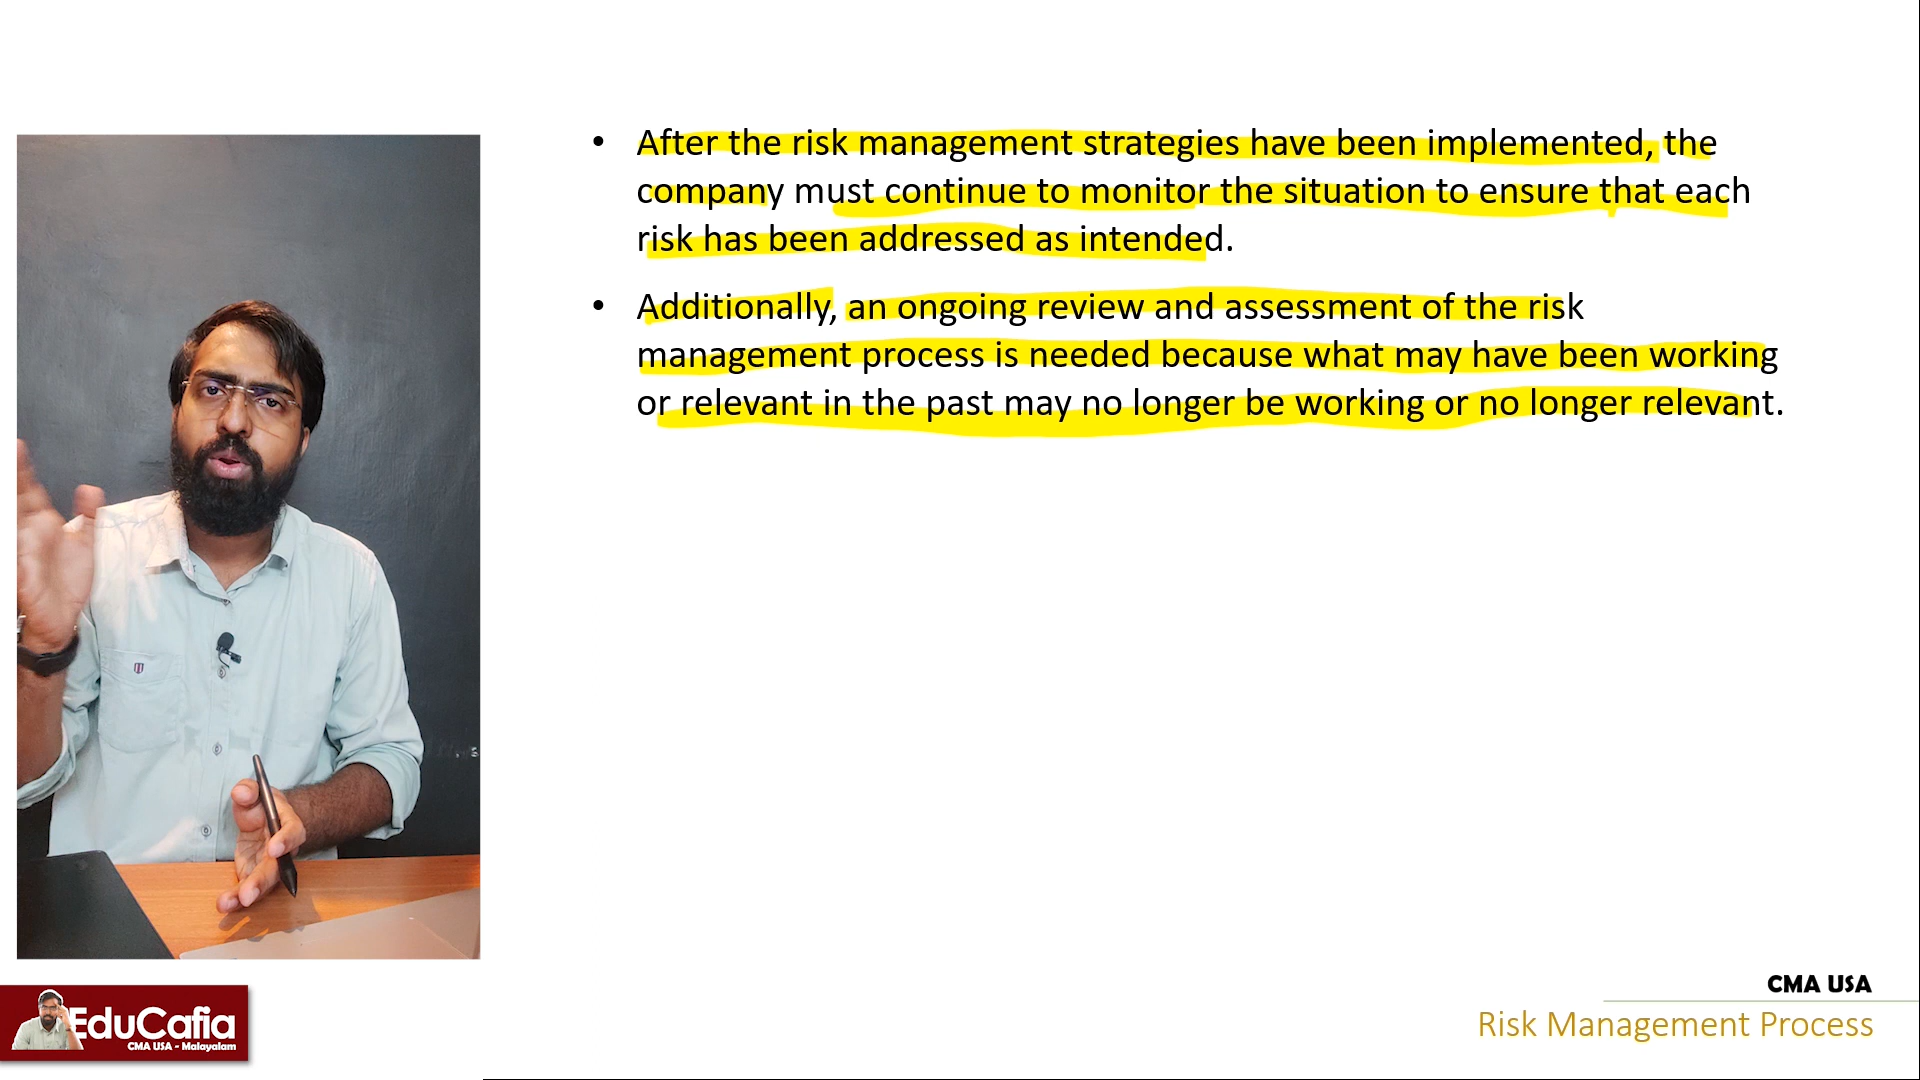 • After the risk management strategies have been implemented, the
company must continue to monitor the situation to ensure that each
risk has been addressed as intended.
• Additionally, an ongoing review and assessment of the risk
management process is needed because what may have been working
or relevant in the past may no longer be working or no longer relevant.
CMA USA
Risk Management Process
EduCafia
CMA USA - Malayalam